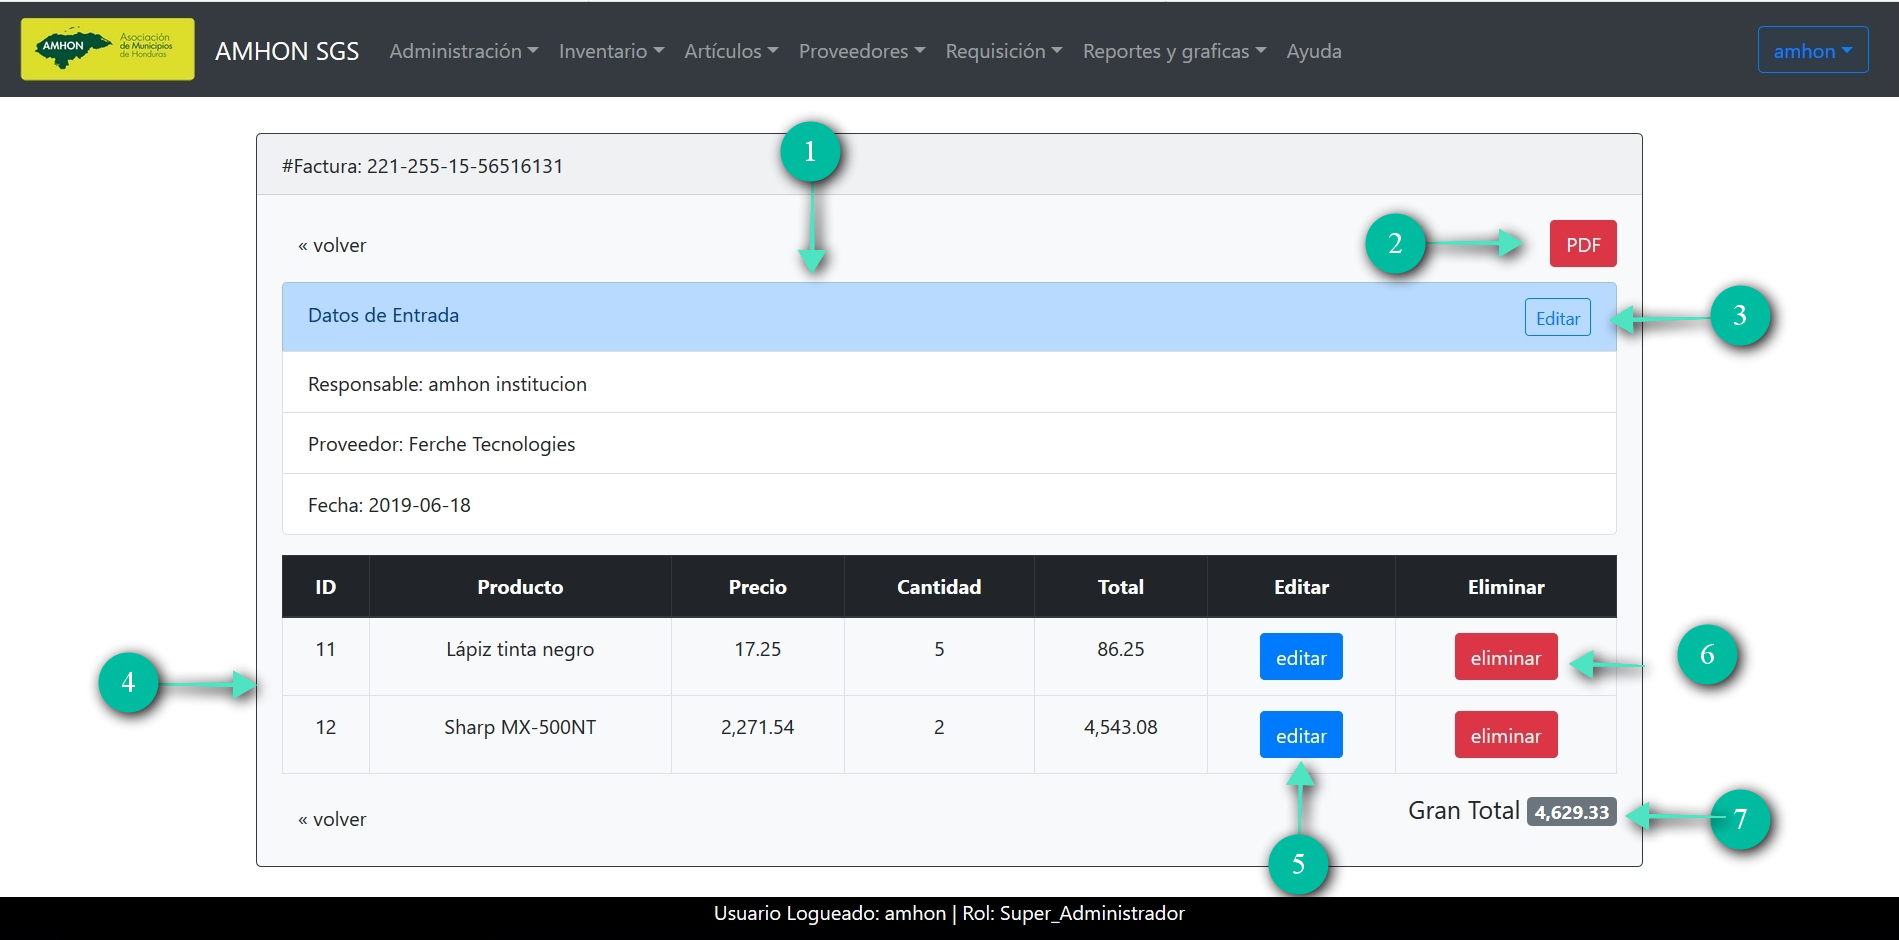 AMHON
Asociación
de Municipios
de Honduras
AMHON SGS Administración Inventario Artículos Proveedores Requisición Reportes y graficas Ayuda amhon
1
#Factura: 221-255-15-56516131
« volver 2 PDF
Datos de Entrada Editar 3
Responsable: amhon institucion
Proveedor: Ferche Tecnologies
Fecha: 2019-06-18
ID Producto Precio Cantidad Total Editar Eliminar
11 Lápiz tinta negro 17.25 5 86.25 editar eliminar 6
4
12 Sharp MX-500NT 2,271.54 2 4,543.08 editar eliminar
« volver Gran Total 4,629.33 7
5
Usuario Logueado: amhon | Rol: Super_Administrador